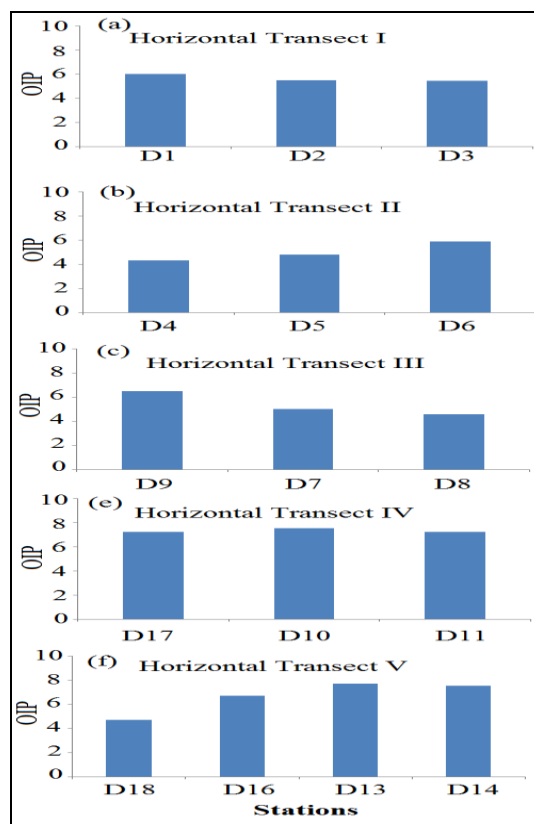 (a)
Horizontal Transect I
10
8
6
4
2
0
OIP
D1 D2 D3
(b)
Horizontal Transect II
10
8
6
4
2
0
OIP
D4 D5 D6
(c)
Horizontal Transect III
10
8
6
4
2
0
OIP
D9 D7 D8
(e)
Horizontal Transect IV
10
8
6
4
2
0
OIP
D17 D10 D11
(f)
Horizontal Transect V
10
8
6
4
2
0
OIP
D18 D16 D13 D14
Stations